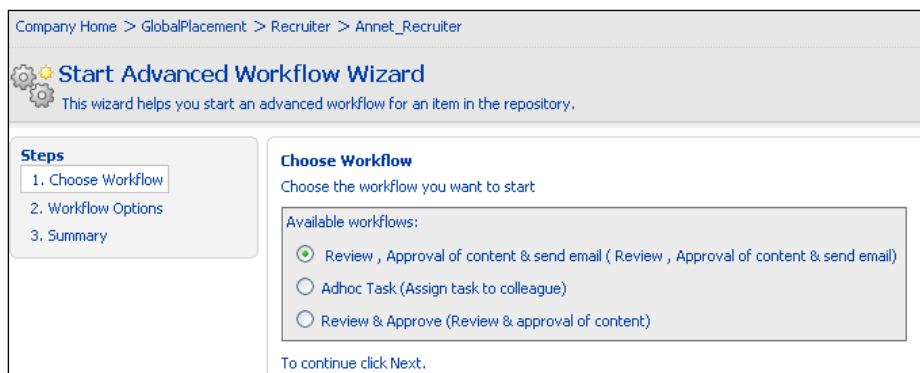 Company Home > GlobalPlacement > Recruiter > Annet_Recruiter
Start Advanced Workflow Wizard
This wizard helps you start an advanced workflow for an item in the repository.
Steps
1. Choose Workflow
2. Workflow Options
3. Summary
Choose Workflow
Choose the workflow you want to start
Available workflows:
Review , Approval of content & send email ( Review , Approval of content & send email)
Adhoc Task (Assign task to colleague)
Review & Approve (Review & approval of content)
To continue click Next.